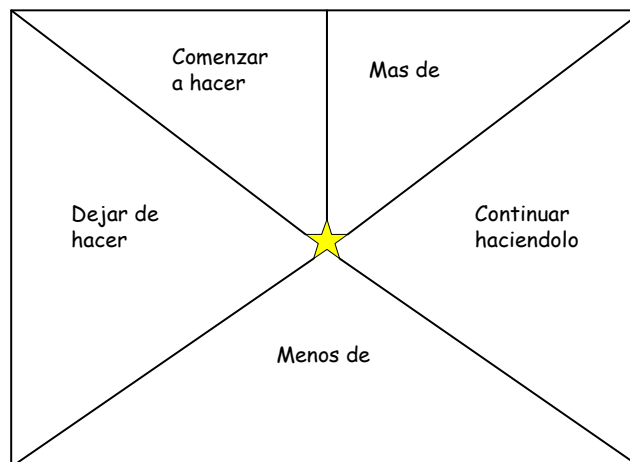 Comenzar
a hacer
Mas de
Dejar de
hacer
Continuar
haciendolo
Menos de